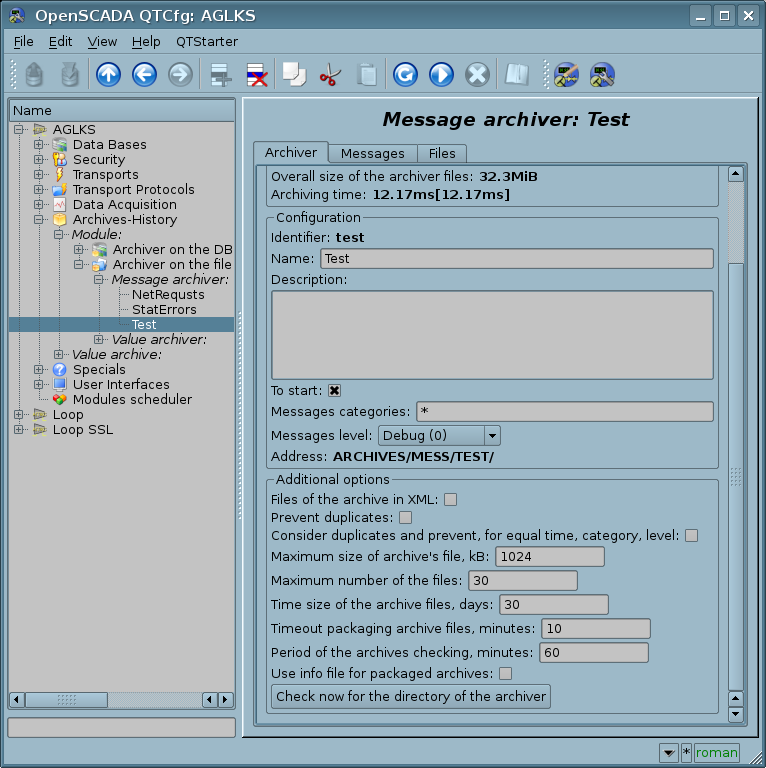 OpenSCADA QTCfg: AGLKS
File Edit View Help QTStarter
Name
AGLKS
Data Bases
Security
Transports
Transport Protocols
Data Acquisition
Archives-History
Module:
Archiver on the DB
Archiver on the file
Message archiver:
NetRequsts
StatErrors
Test
Value archiver:
Value archive:
Specials
User Interfaces
Modules scheduler
Loop
Loop SSL
Message archiver: Test
Archiver Messages Files
Overall size of the archiver files: 32.3MiB
Archiving time: 12.17ms[12.17ms]
Configuration
Identifier: test
Name: Test
Description:
To start:
Messages categories: *
Messages level: Debug (0)
Address: ARCHIVES/MESS/TEST/
Additional options
Files of the archive in XML:
Prevent duplicates:
Consider duplicates and prevent, for equal time, category, level:
Maximum size of archive's file, kB: 1024
Maximum number of the files: 30
Time size of the archive files, days: 30
Timeout packaging archive files, minutes: 10
Period of the archives checking, minutes: 60
Use info file for packaged archives:
Check now for the directory of the archiver
* roman